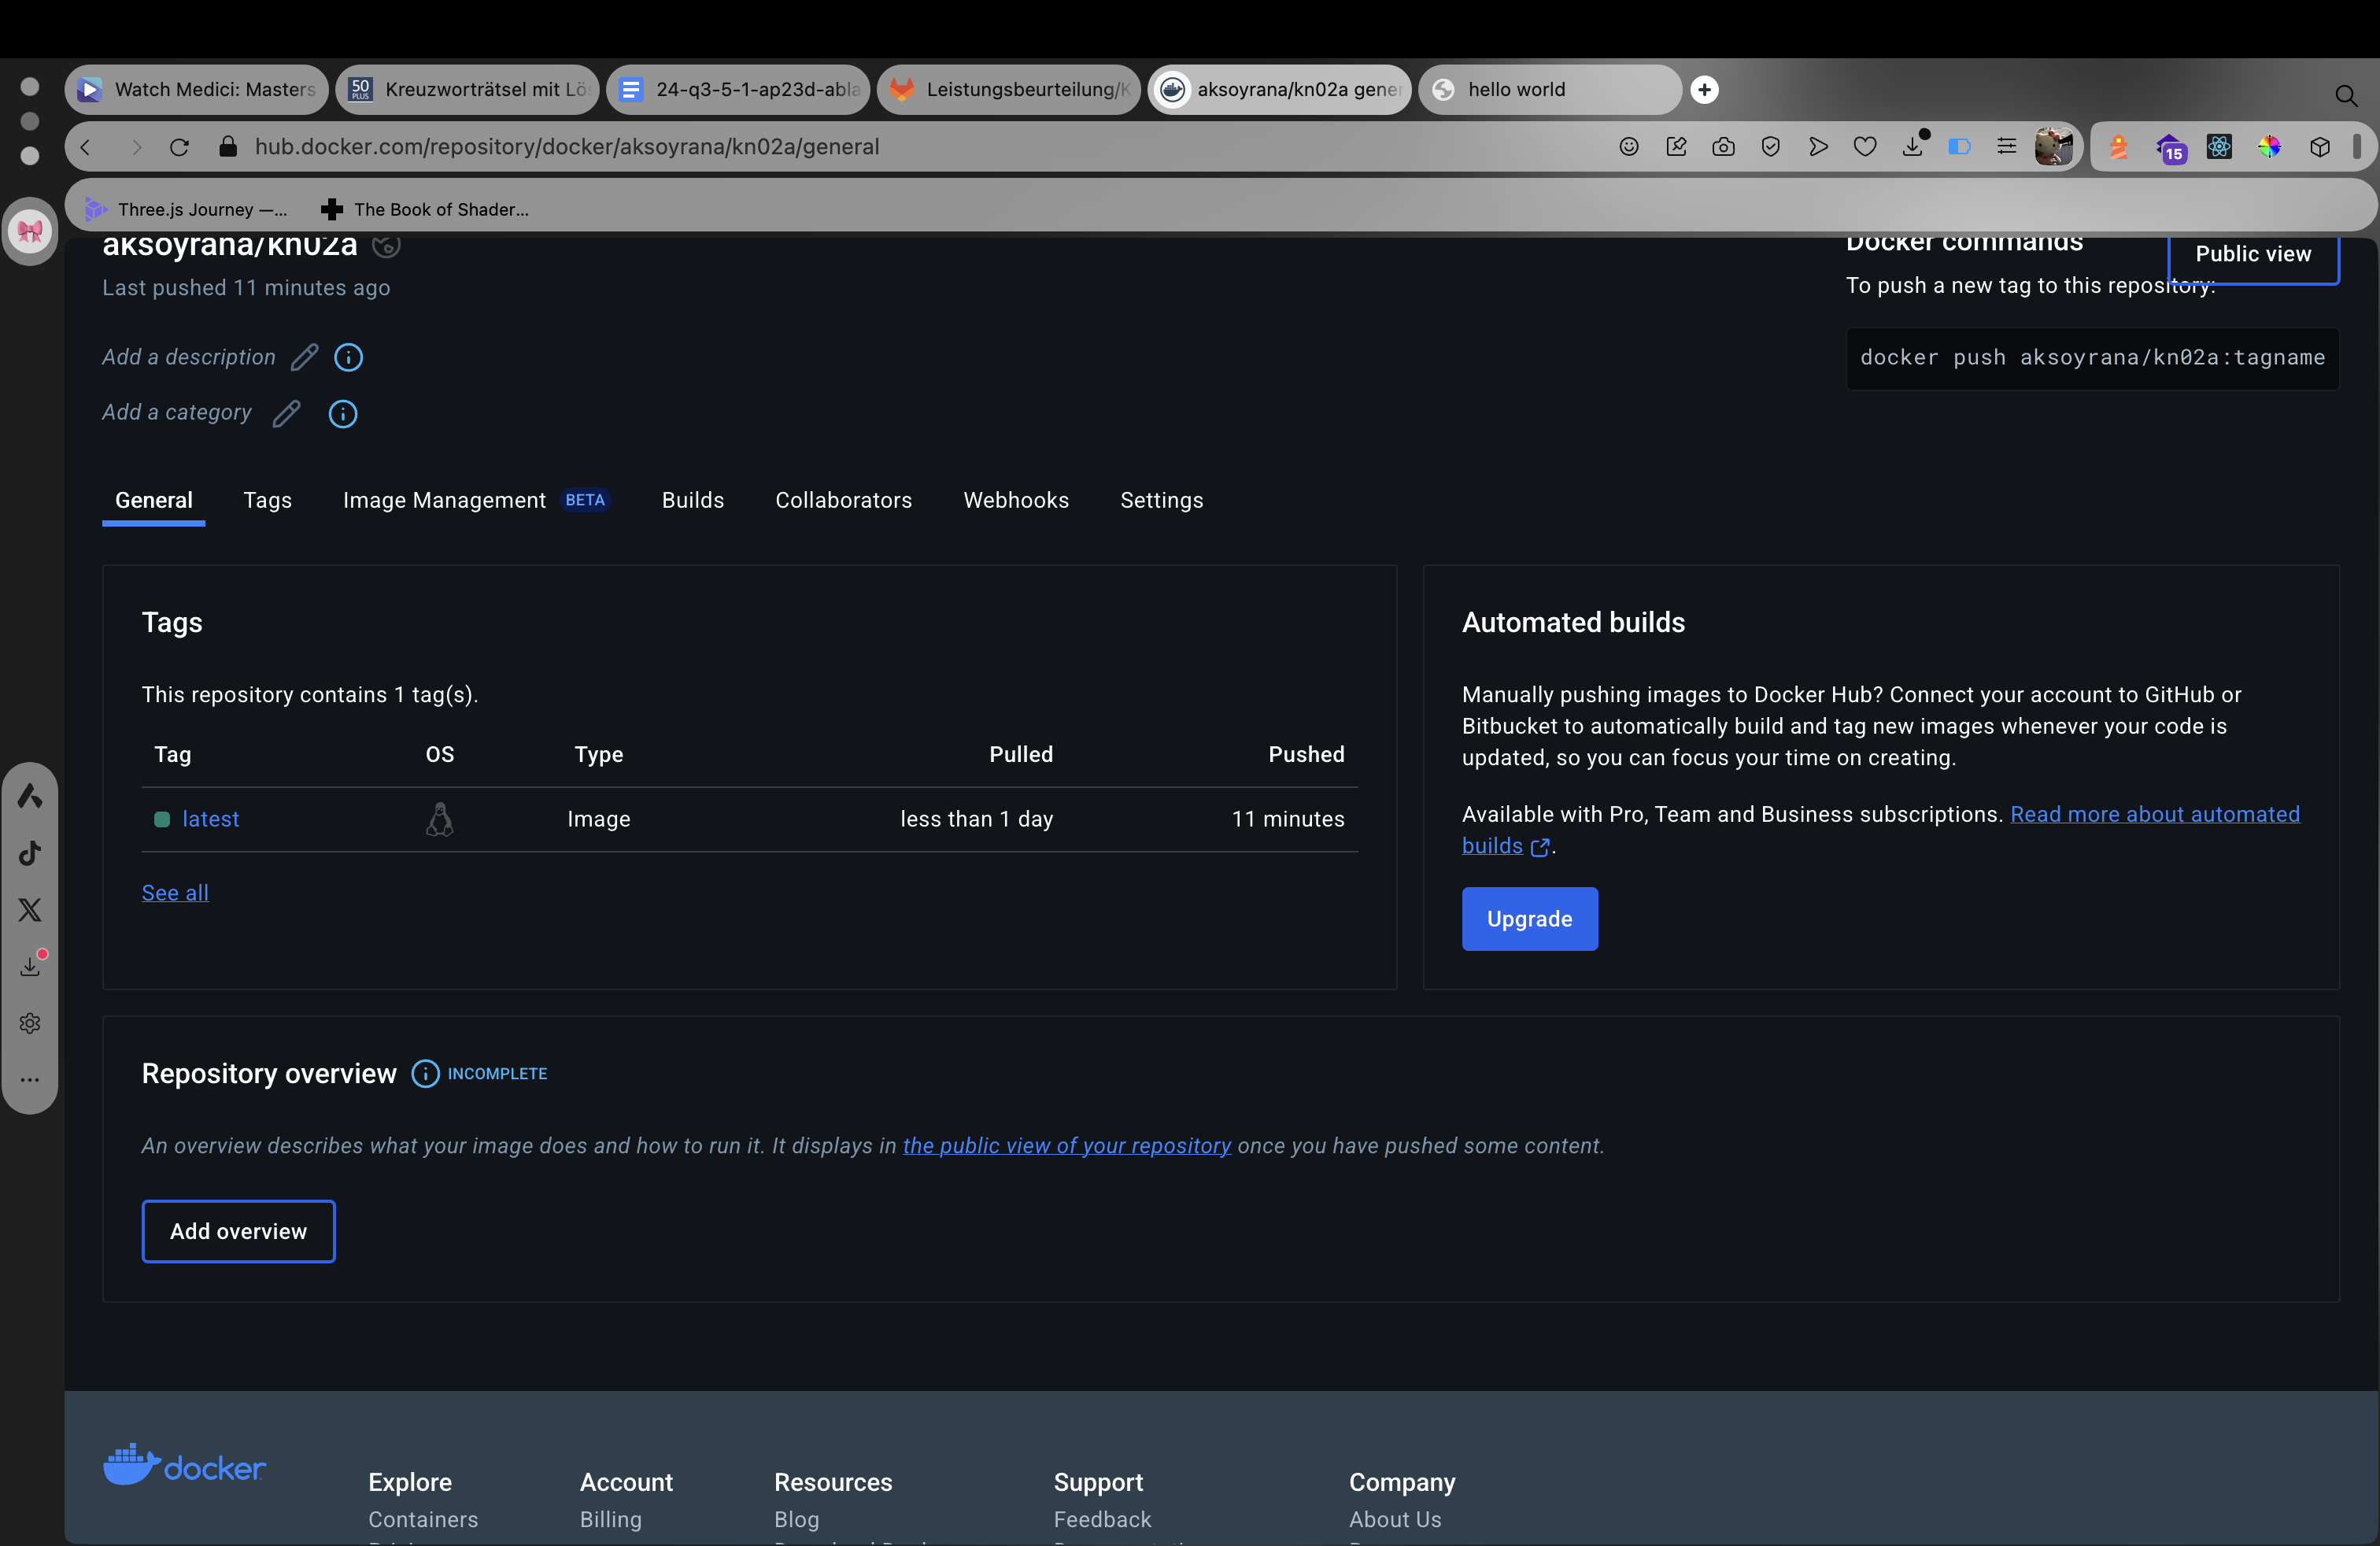 Watch Medici: Masters
50 PLUS Kreuzworträtsel mit Lös
24-q3-5-1-ap23d-abla
Leistungsbeurteilung/K
aksoyrana/kn02a gener
hello world
hub.docker.com/repository/docker/aksoyrana/kn02a/general
15
Three.js Journey —...
The Book of Shader...
aksoyrana/kn02a
Docker commands
Public view
Last pushed 11 minutes ago
To push a new tag to this repository:
Add a description
docker push aksoyrana/kn02a:tagname
Add a category
General Tags Image Management BETA Builds Collaborators Webhooks Settings
Tags
This repository contains 1 tag(s).
Tag OS Type Pulled Pushed
latest Image less than 1 day 11 minutes
See all
Automated builds
Manually pushing images to Docker Hub? Connect your account to GitHub or
Bitbucket to automatically build and tag new images whenever your code is
updated, so you can focus your time on creating.
Available with Pro, Team and Business subscriptions. Read more about automated
builds.
Upgrade
Repository overview INCOMPLETE
An overview describes what your image does and how to run it. It displays in the public view of your repository once you have pushed some content.
Add overview
docker
Explore Account Resources Support Company
Containers Billing Blog Feedback About Us